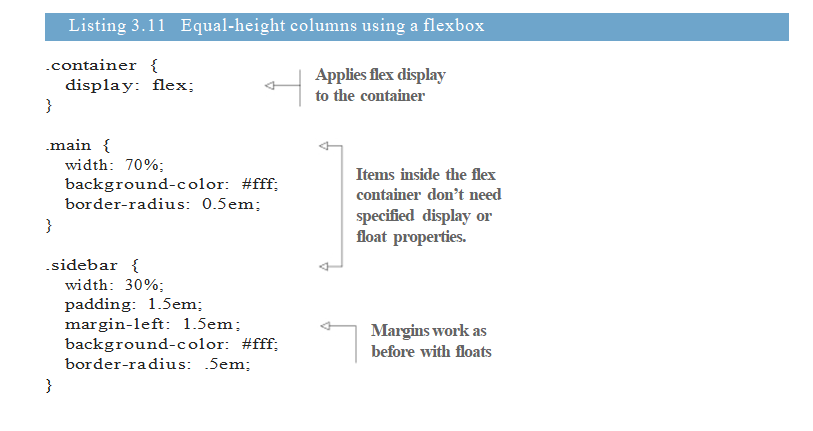 Listing 3.11 Equal-height columns using a flexbox
.container {
display: flex;
}
Applies flex display
to the container
.main {
width: 70%;
background-color: #fff;
border-radius: 0.5em;
}
Items inside the flex
container don’t need
specified display or
float properties.
.sidebar {
width: 30%;
padding: 1.5em;
margin-left: 1.5em;
background-color: #fff;
border-radius: .5em;
}
Margins work as
before with floats